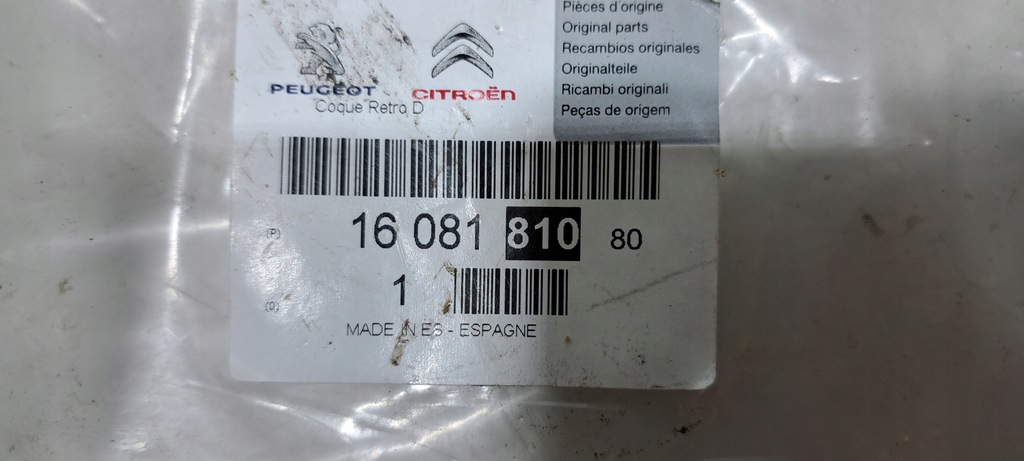 Pièces d'origine
Original parts
Recambios originales
Originalteile
Ricambi originali
Peças de origem
PEUGEOT CITROËN
Coque Retro D
(P) 16 081 810 80
(Q) 1
MADE IN ES - ESPAGNE